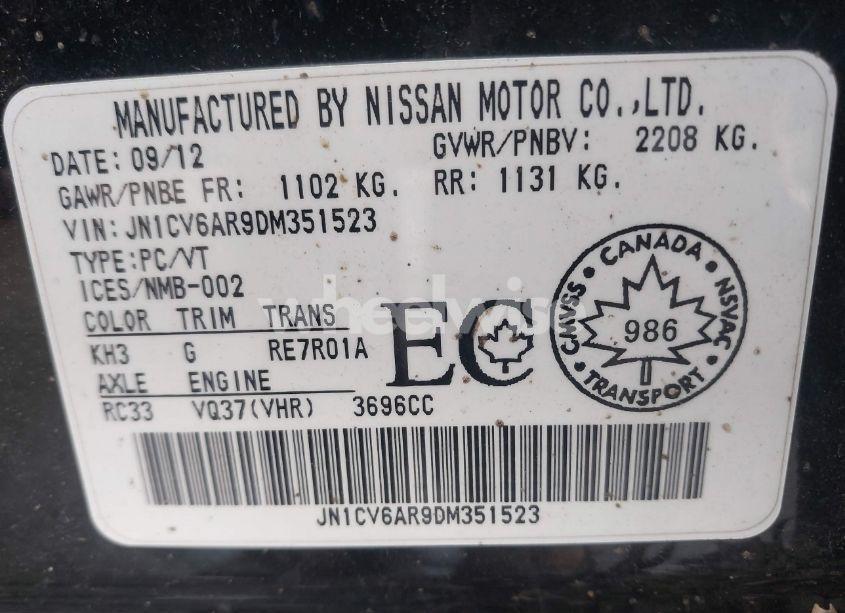 MANUFACTURED BY NISSAN MOTOR CO.,LTD.
DATE: 09/12 GVWR/PNBV: 2208 KG.
GAWR/PNBE FR: 1102 KG. RR: 1131 KG.
VIN: JN1CV6AR9DM351523
TYPE:PC/VT
ICES/NMB-002
COLOR TRIM TRANS
KH3 G RE7R01A
AXLE ENGINE
RC33 VQ37(VHR) 3696CC
EC
CANADA
CMVSS • NSVAC
986
TRANSPORT
wheelwise
JN1CV6AR9DM351523